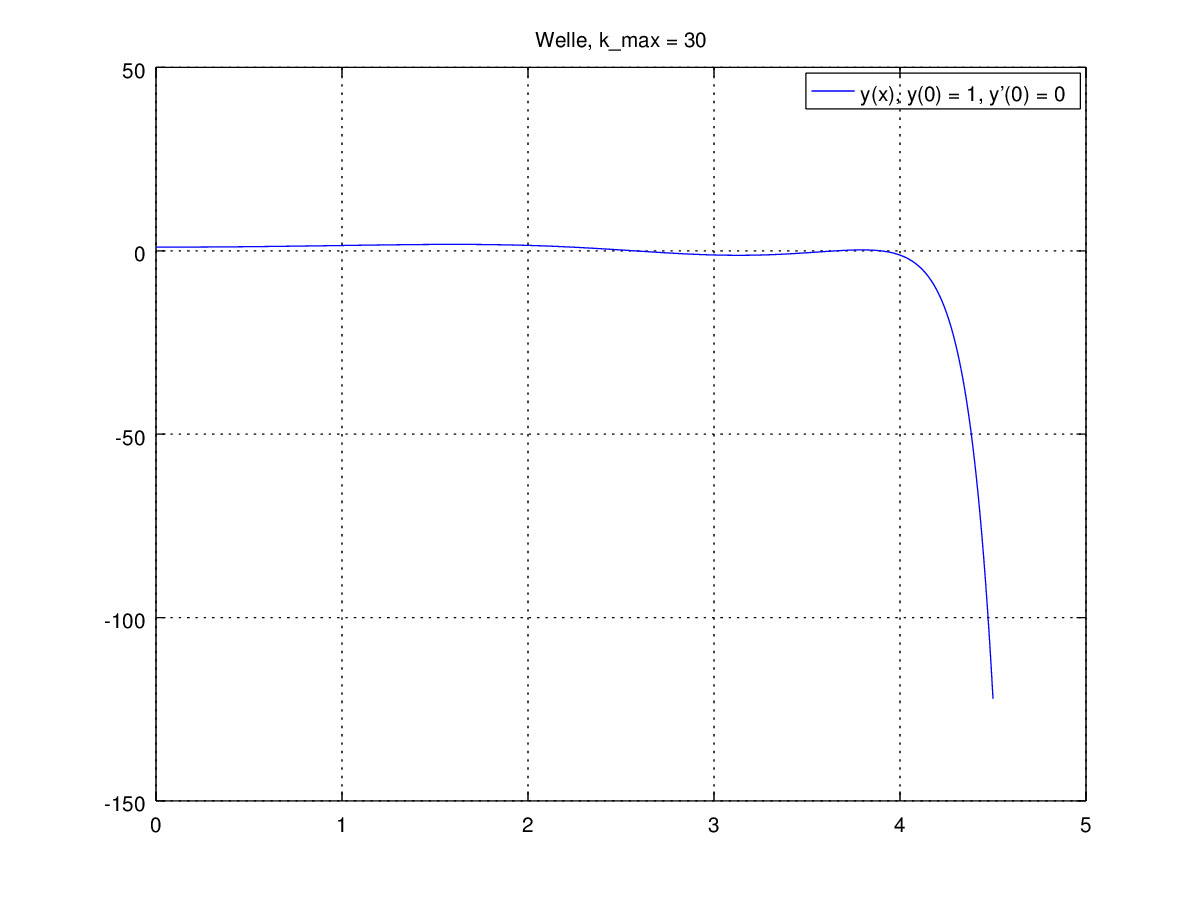 Welle, k_max = 30
y(x), y(0) = 1, y'(0) = 0
50
0
-50
-100
-150
0 1 2 3 4 5